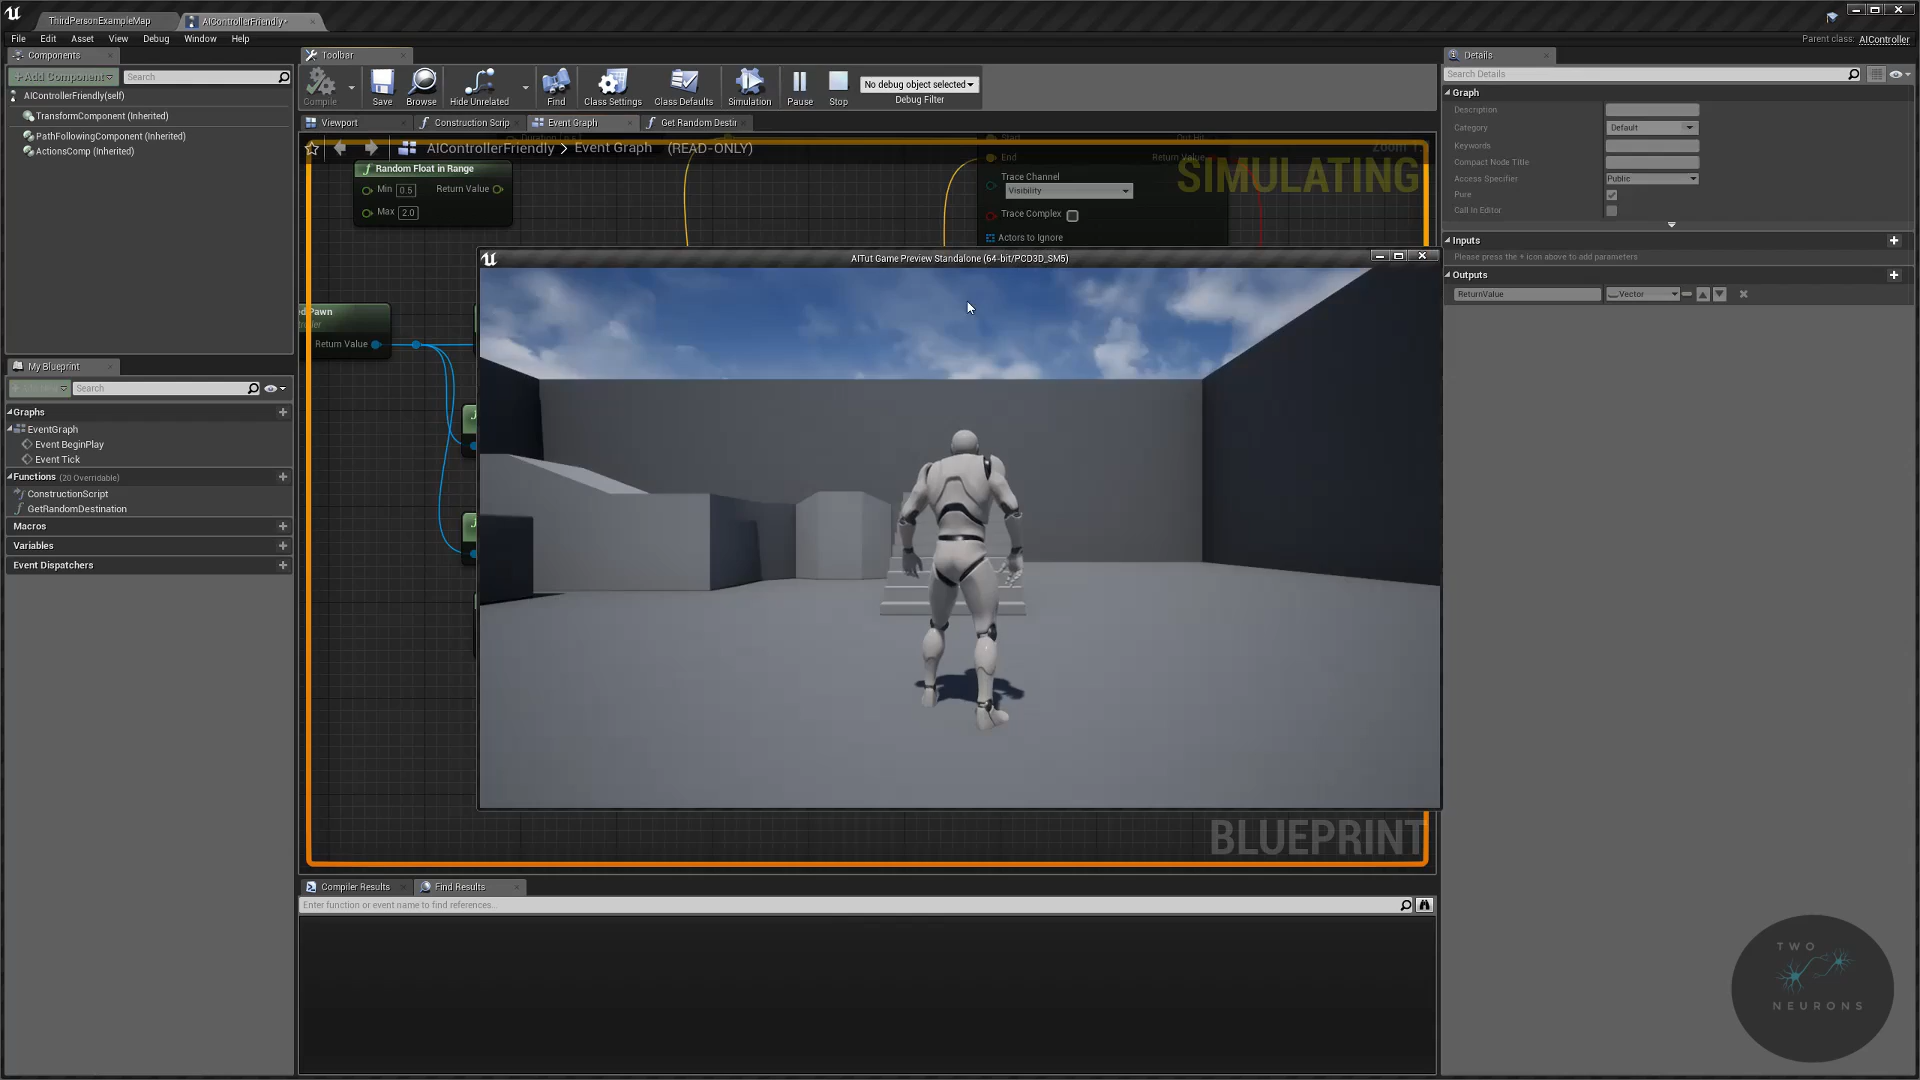 ThirdPersonExampleMap
AIControllerFriendly*
File Edit Asset View Debug Window Help
Parent class: AIController
Components
+Add Component
Search
AIControllerFriendly(self)
TransformComponent (Inherited)
PathFollowingComponent (Inherited)
ActionsComp (Inherited)
My Blueprint
Search
Graphs
EventGraph
Event BeginPlay
Event Tick
Functions (20 Overridable)
ConstructionScript
GetRandomDestination
Macros
Variables
Event Dispatchers
Toolbar
Compile
Save
Browse
Hide Unrelated
Find
Class Settings
Class Defaults
Simulation
Pause
Stop
No debug object selected
Debug Filter
Viewport
Construction Scrip
Event Graph
Get Random Destir
AIControllerFriendly > Event Graph (READ-ONLY)
SIMULATING
Random Float in Range
Min 0.5 Return Value
Max 2.0
End Return Value
Trace Channel
Visibility
Trace Complex
Actors to Ignore
Return Value
AITut Game Preview Standalone (64-bit/PCD3D_SM5)
BLUEPRINT
Compiler Results
Find Results
Enter function or event name to find references...
Details
Search Details
Graph
Description
Category Default
Keywords
Compact Node Title
Access Specifier Public
Pure
Call In Editor
Inputs
Please press the + icon above to add parameters
Outputs
ReturnValue Vector
TWO
NEURONS